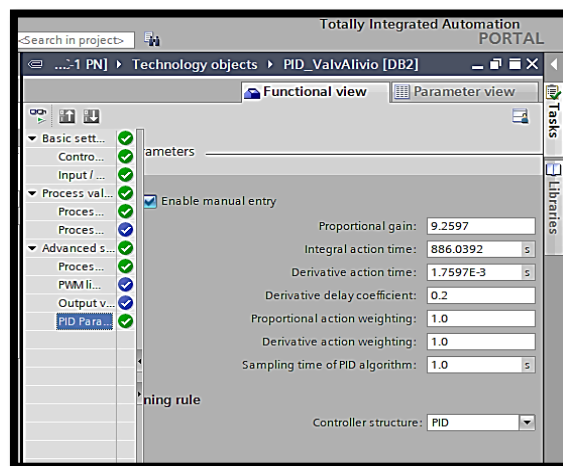 Totally Integrated Automation
PORTAL
<Search in project>
...-1 PN] Technology objects PID_ValvAlivio [DB2]
Functional view Parameter view
Tasks
Libraries
Basic sett...
Contro...
Input / ...
Process val...
Proces...
Proces...
Advanced s...
Proces...
PWM li...
Output v...
PID Para...
rameters
Enable manual entry
Proportional gain: 9.2597
Integral action time: 886.0392 s
Derivative action time: 1.7597E-3 s
Derivative delay coefficient: 0.2
Proportional action weighting: 1.0
Derivative action weighting: 1.0
Sampling time of PID algorithm: 1.0 s
ning rule
Controller structure: PID